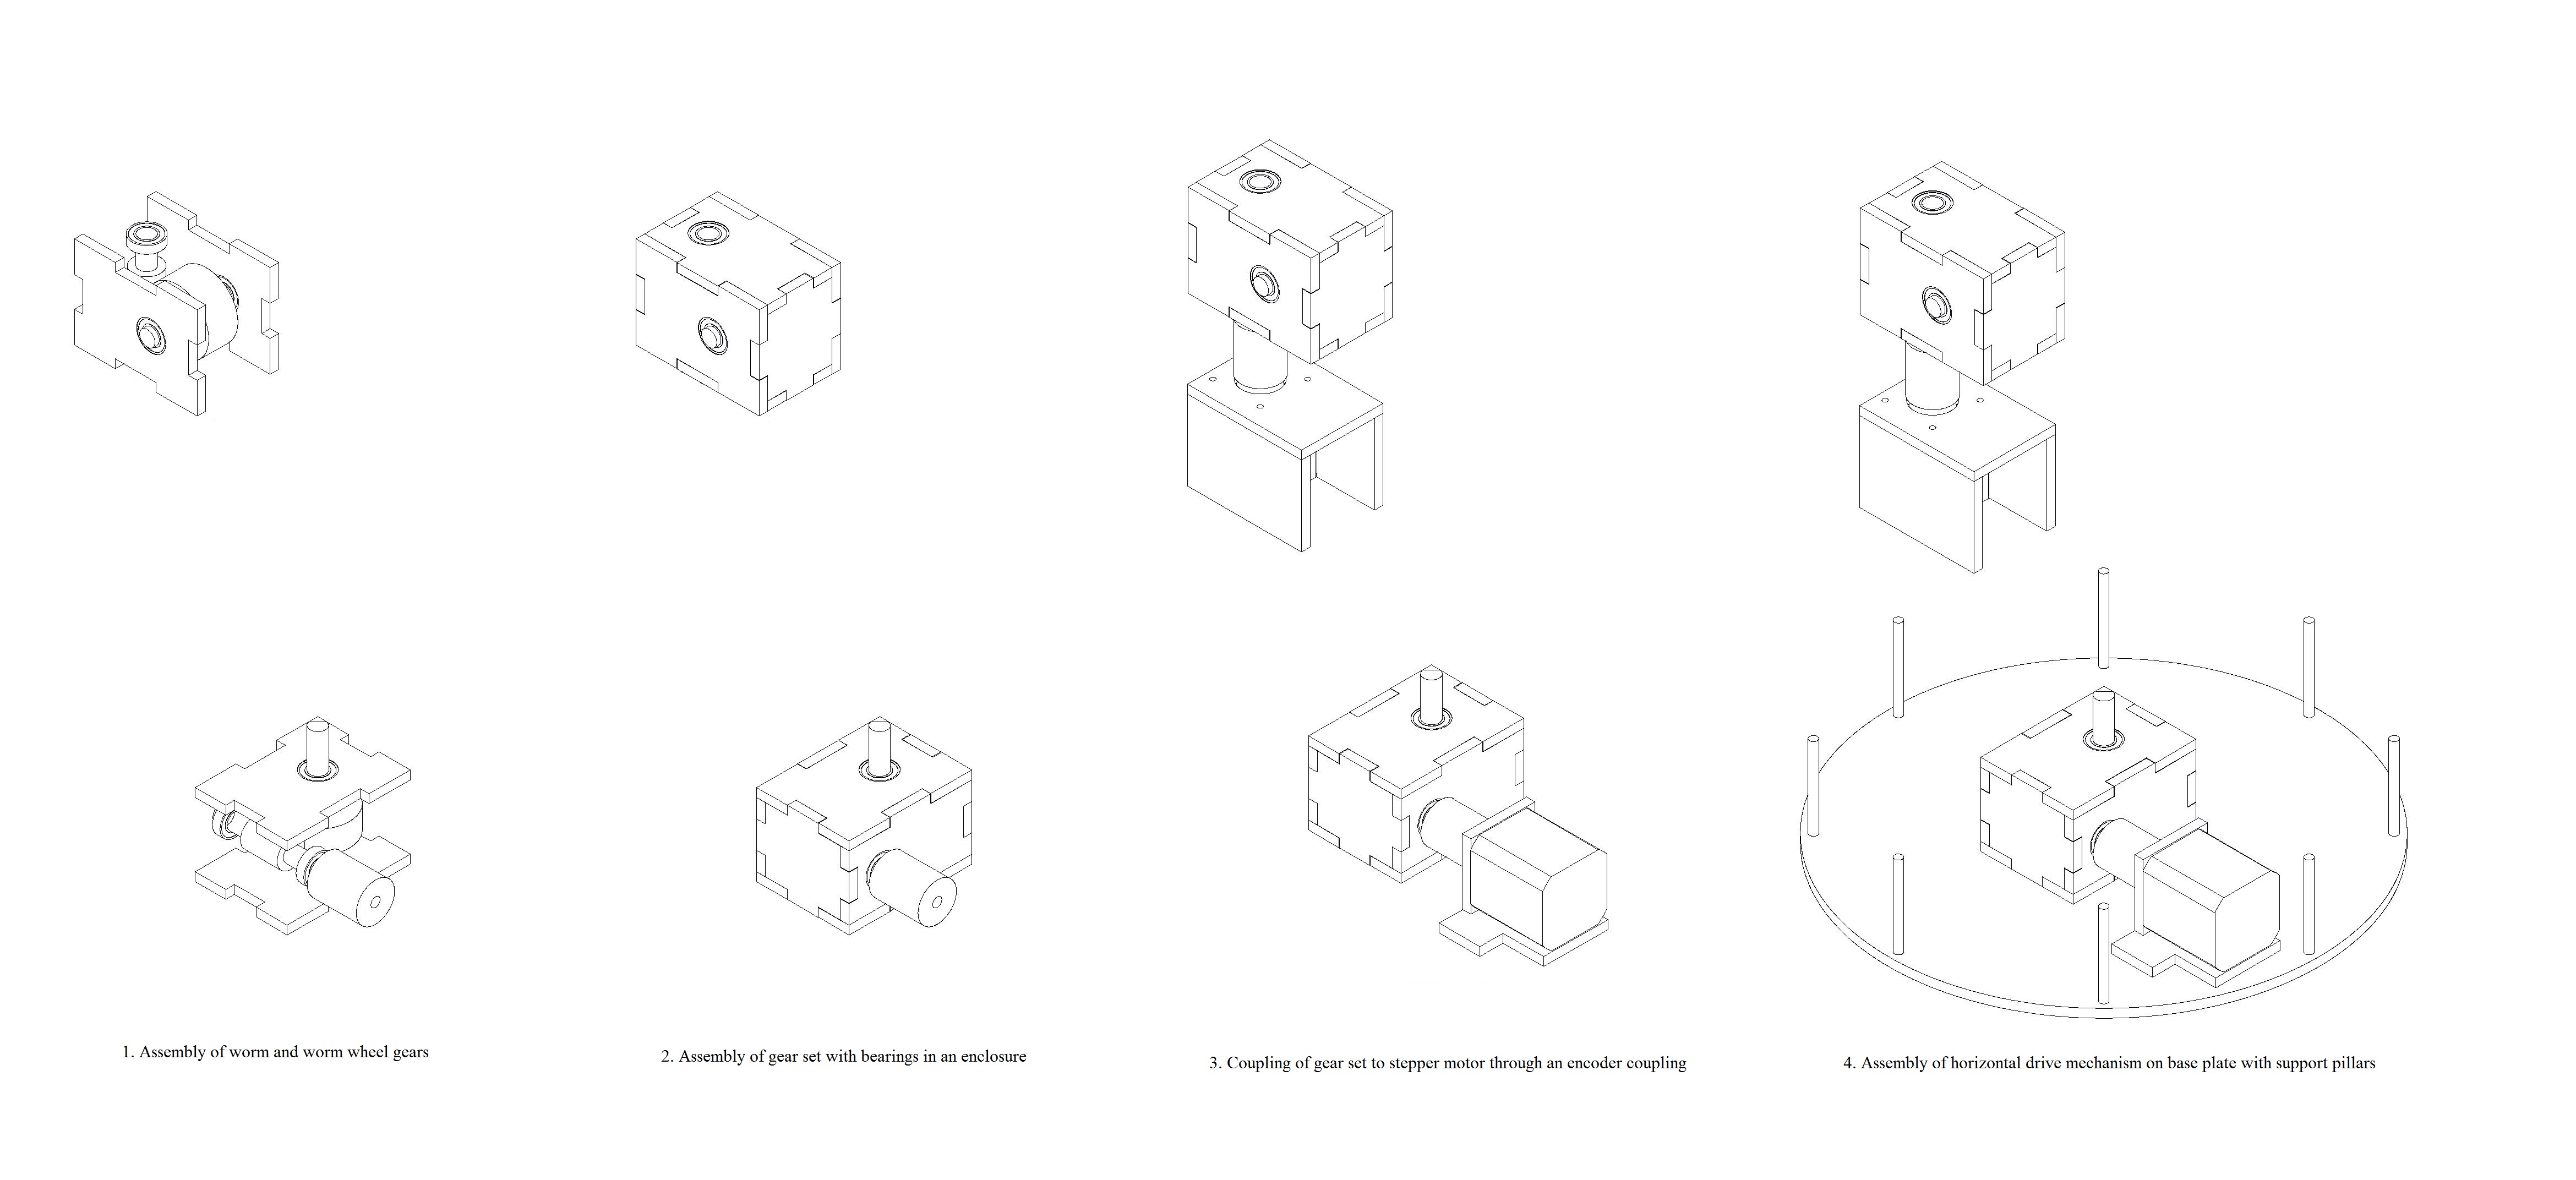 1. Assembly of worm and worm wheel gears
2. Assembly of gear set with bearings in an enclosure
3. Coupling of gear set to stepper motor through an encoder coupling
4. Assembly of horizontal drive mechanism on base plate with support pillars